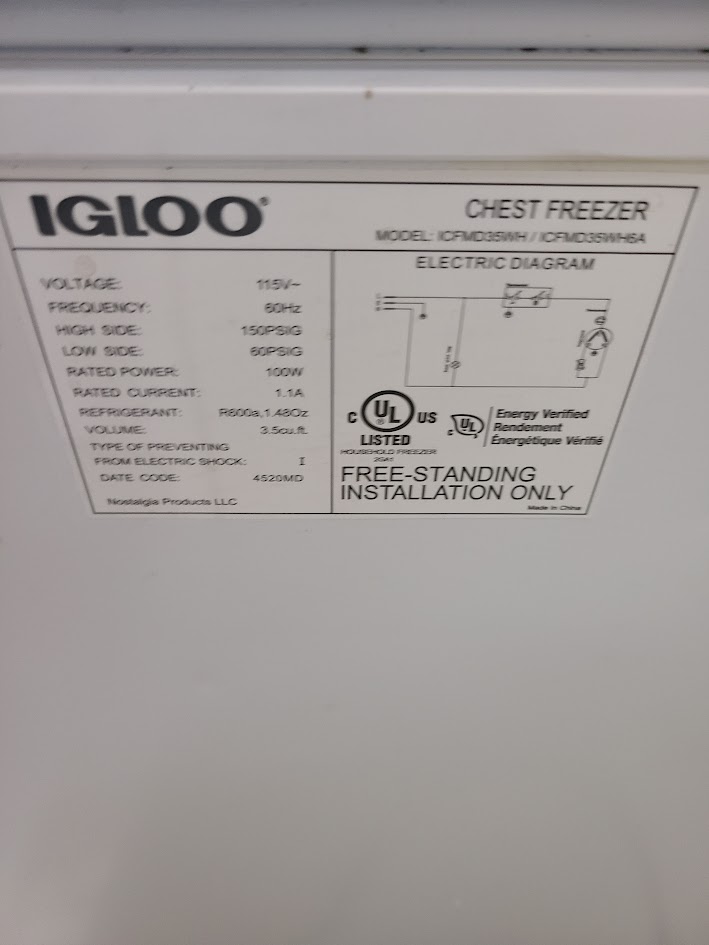 IGLOO®
CHEST FREEZER
MODEL: ICFMD35WH / ICFMD35WH6A
VOLTAGE: 115V~
FREQUENCY: 60Hz
HIGH SIDE: 150PSIG
LOW SIDE: 60PSIG
RATED POWER: 100W
RATED CURRENT: 1.1A
REFRIGERANT: R600a,1.48Oz
VOLUME: 3.5cu.ft.
TYPE OF PREVENTING
FROM ELECTRIC SHOCK: I
DATE CODE: 4520MD
Nostalgia Products LLC
ELECTRIC DIAGRAM
C UL® US
LISTED
HOUSEHOLD FREEZER
c UL
Energy Verified
Rendement
Énergétique Vérifié
FREE-STANDING
INSTALLATION ONLY
Made in China